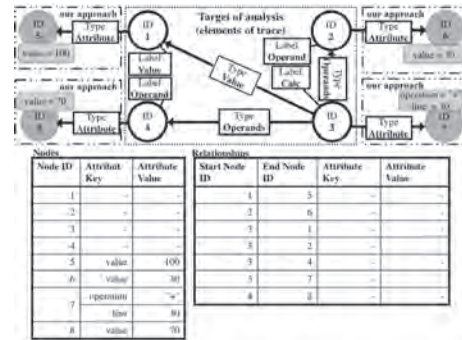 our approach
Target of analysis
(elements of trace)
our approach
ID
5
Type
Attribute
value = 100
ID
1
ID
2
Type
Attribute
ID
6
value = 30
Label
Value
Label
Operand
Label
Operand
Label
Calc
Type
Value
Type
Operands
our approach
value = 70
ID
8
Type
Attribute
ID
4
Type
Operands
ID
3
our approach
operation = "+"
line = 10
Type
Attribute
ID
7
Nodes
Node ID Attribut Key Attribute Value
1 - -
2 - -
3 - -
4 - -
5 value 100
6 value 30
7 operation "+"
line
8 value 70
Relationships
Start Node ID End Node ID Attribute Key Attribute Value
1 5 - -
2 6 - -
3 1 - -
3 2 - -
3 4 - -
3 7 - -
4 8 - -